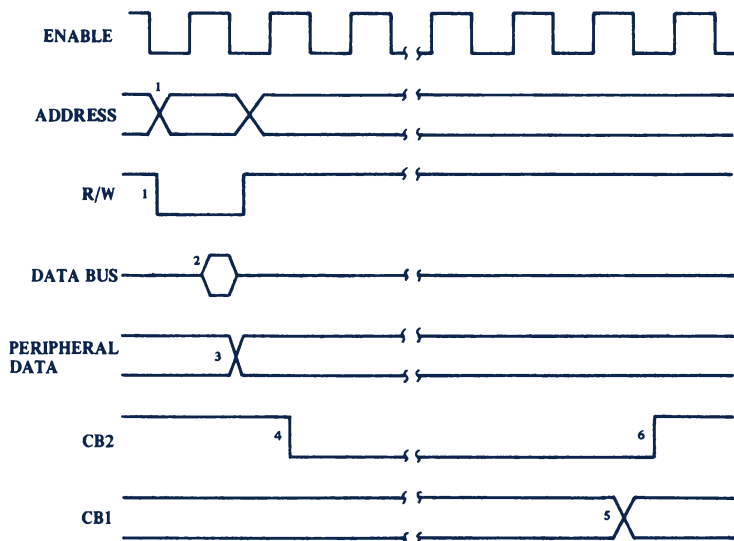 ENABLE
1
ADDRESS
1
R/W
2
DATA BUS
3
PERIPHERAL
DATA
4
6
CB2
5
CB1